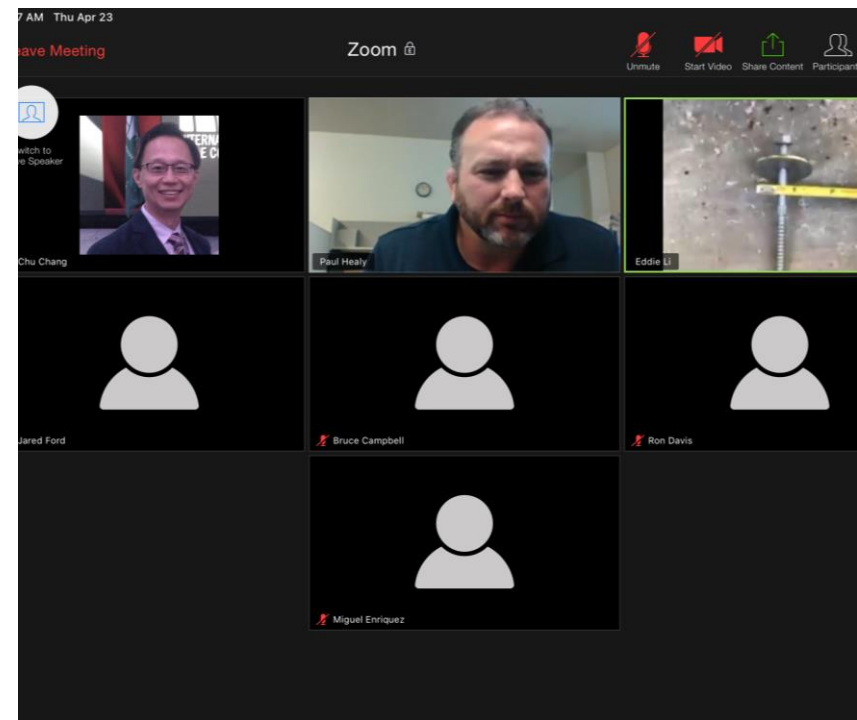 7 AM Thu Apr 23
eave Meeting
Zoom
Unmute
Start Video
Share Content
Participant
witch to
ve Speaker
Chu Chang
Paul Healy
Eddie Li
Jared Ford
Bruce Campbell
Ron Davis
Miguel Enriquez